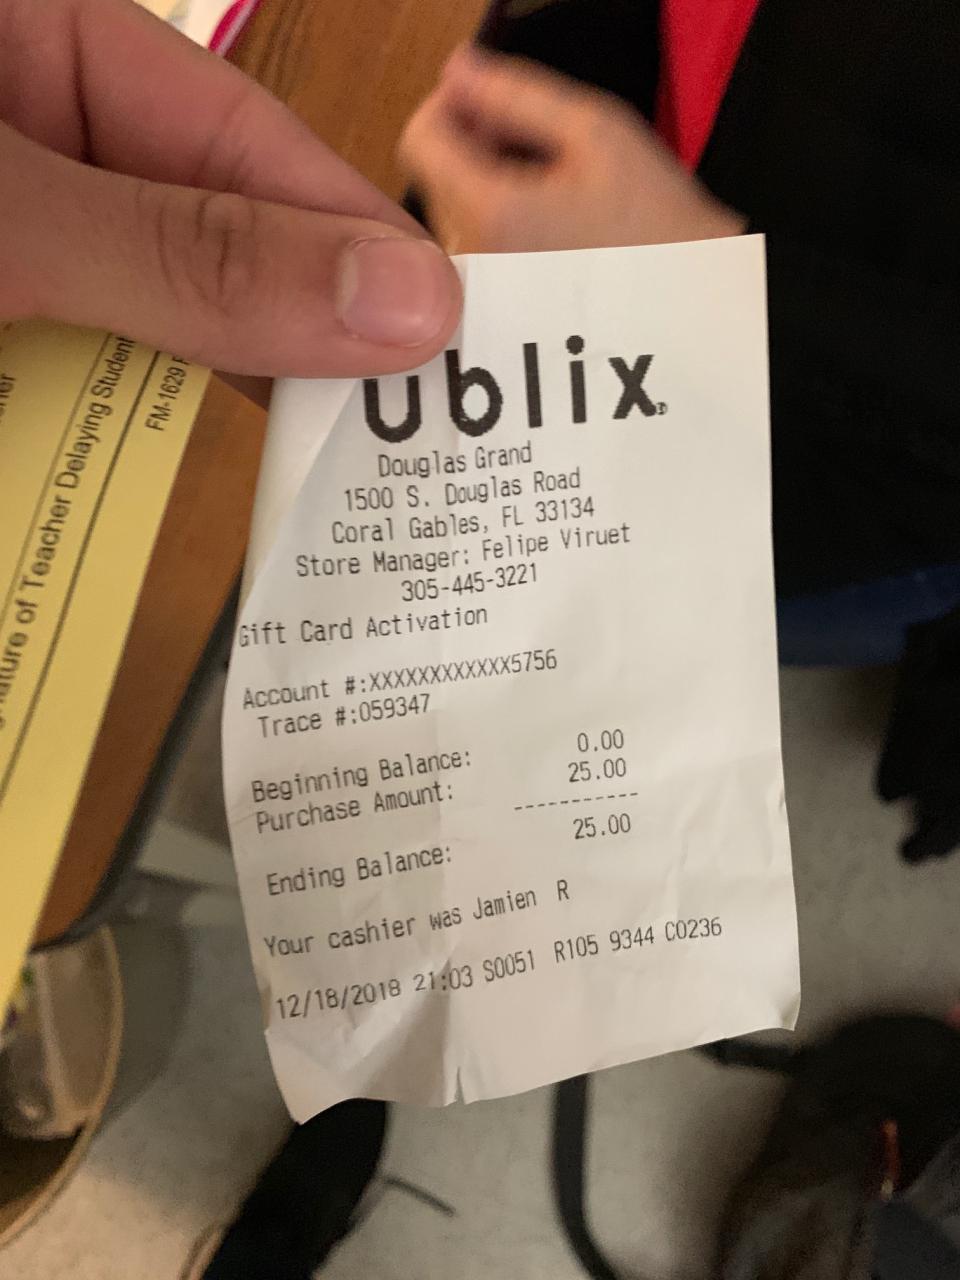 ublix
Douglas Grand
1500 S. Douglas Road
Coral Gables, FL 33134
Store Manager: Felipe Viruet
305-445-3221
Gift Card Activation
Account #:XXXXXXXXXXXX5756
Trace #:059347
Beginning Balance: 0.00
Purchase Amount: 25.00
-----------
Ending Balance: 25.00
Your cashier was Jamien R
12/18/2018 21:03 S0051 R105 9344 C0236
of Teacher Delaying Student
FM-1629